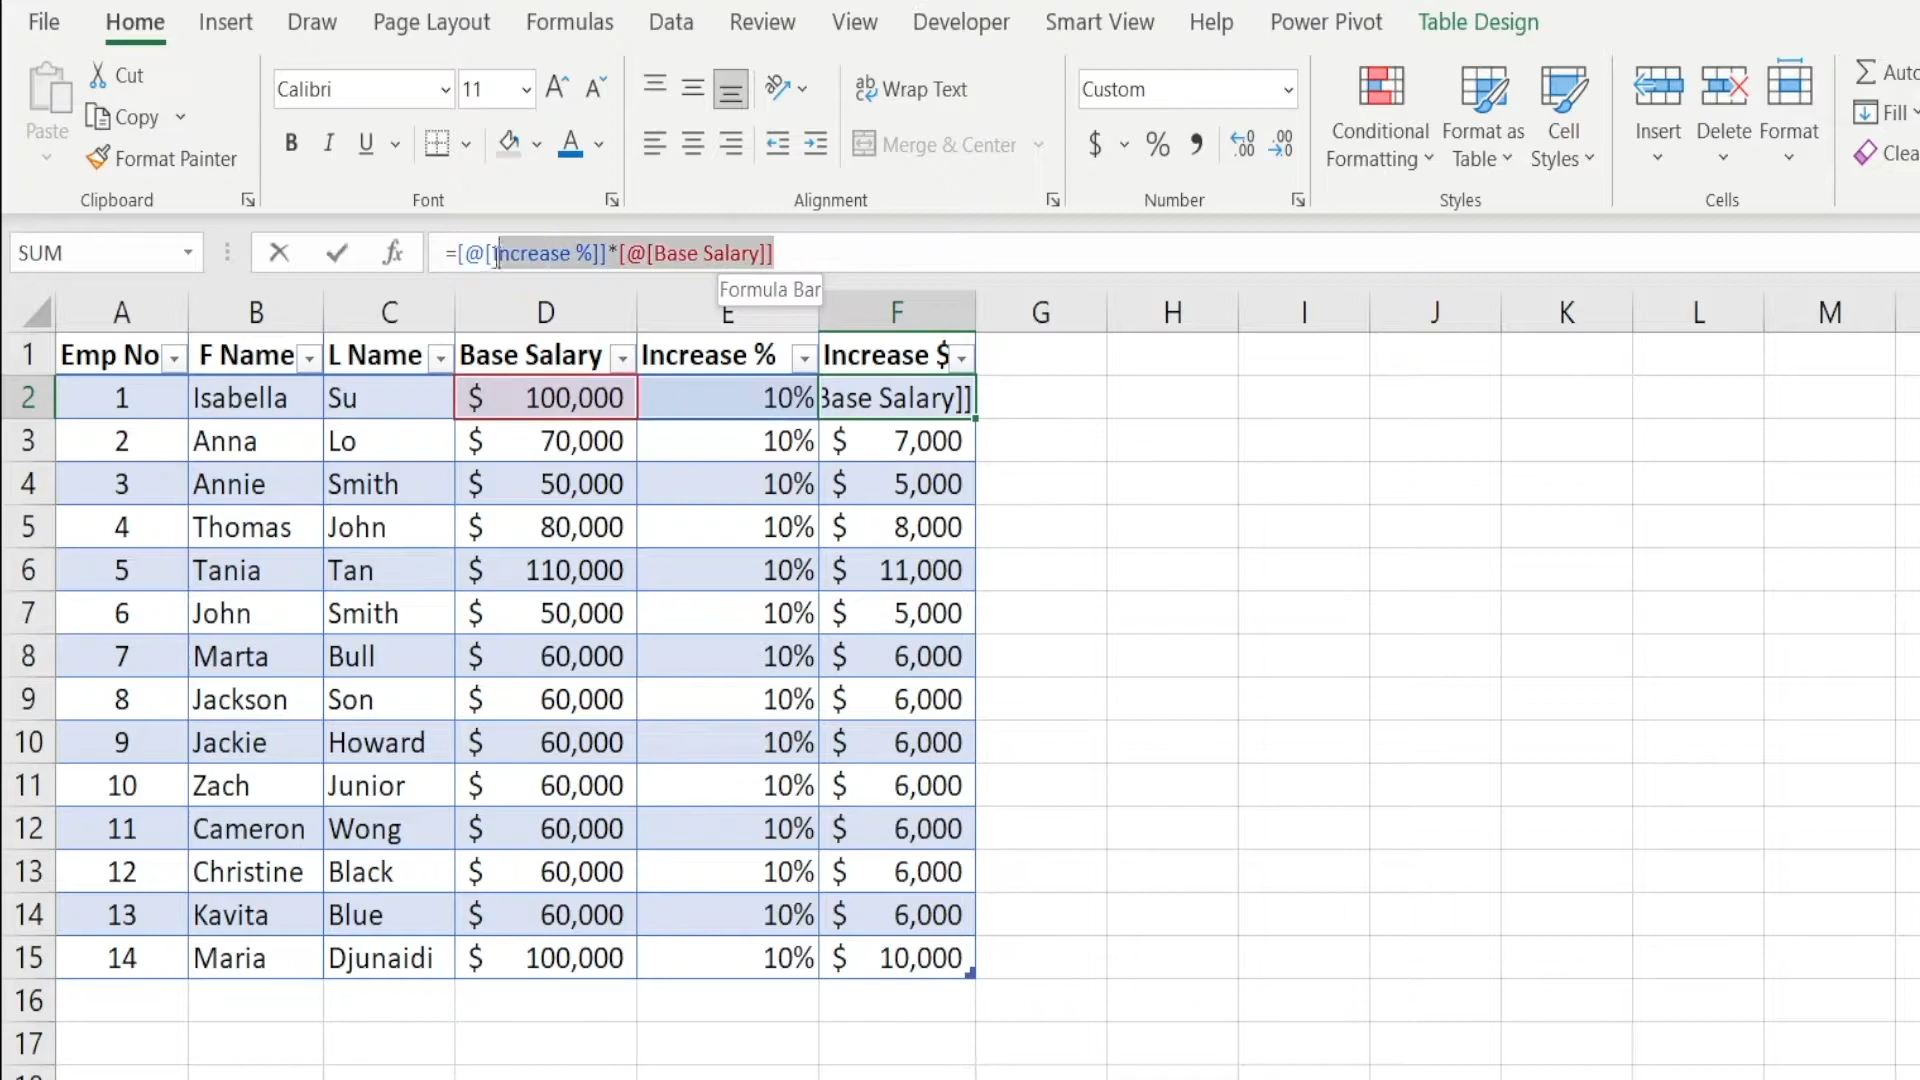 File Home Insert Draw Page Layout Formulas Data Review View Developer Smart View Help Power Pivot Table Design
Paste
Cut
Copy
Format Painter
Clipboard
Calibri 11
B I U
Font
Wrap Text
Merge & Center
Alignment
Custom
$ % ,
Number
Conditional Formatting
Format as Table
Cell Styles
Styles
Insert Delete Format
Cells
Auto
Fill
Clea
SUM fx =[@[Increase %]]*[@[Base Salary]]
Formula Bar
A B C D E F G H I J K L M
1 Emp No F Name L Name Base Salary Increase % Increase $
2 1 Isabella Su $ 100,000 10% Base Salary]]
3 2 Anna Lo $ 70,000 10% $ 7,000
4 3 Annie Smith $ 50,000 10% $ 5,000
5 4 Thomas John $ 80,000 10% $ 8,000
6 5 Tania Tan $ 110,000 10% $ 11,000
7 6 John Smith $ 50,000 10% $ 5,000
8 7 Marta Bull $ 60,000 10% $ 6,000
9 8 Jackson Son $ 60,000 10% $ 6,000
10 9 Jackie Howard $ 60,000 10% $ 6,000
11 10 Zach Junior $ 60,000 10% $ 6,000
12 11 Cameron Wong $ 60,000 10% $ 6,000
13 12 Christine Black $ 60,000 10% $ 6,000
14 13 Kavita Blue $ 60,000 10% $ 6,000
15 14 Maria Djunaidi $ 100,000 10% $ 10,000
16
17